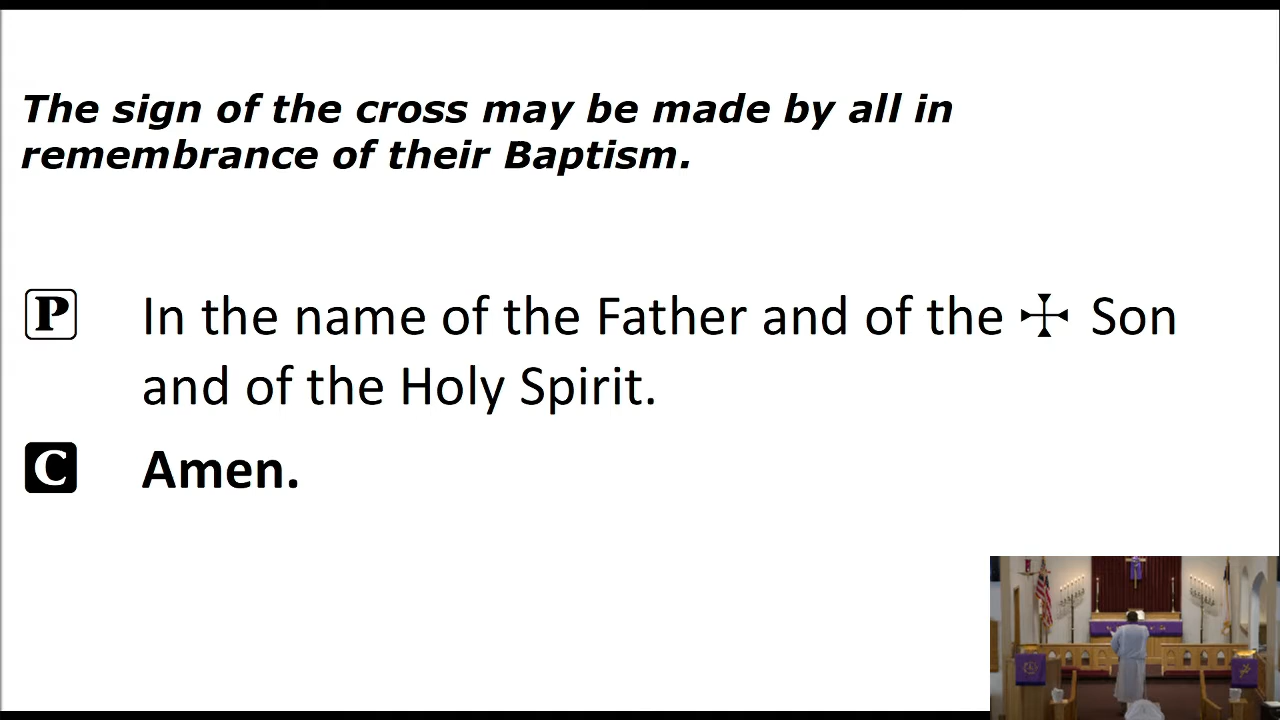 The sign of the cross may be made by all in
remembrance of their Baptism.
P In the name of the Father and of the ☩ Son
and of the Holy Spirit.
C Amen.